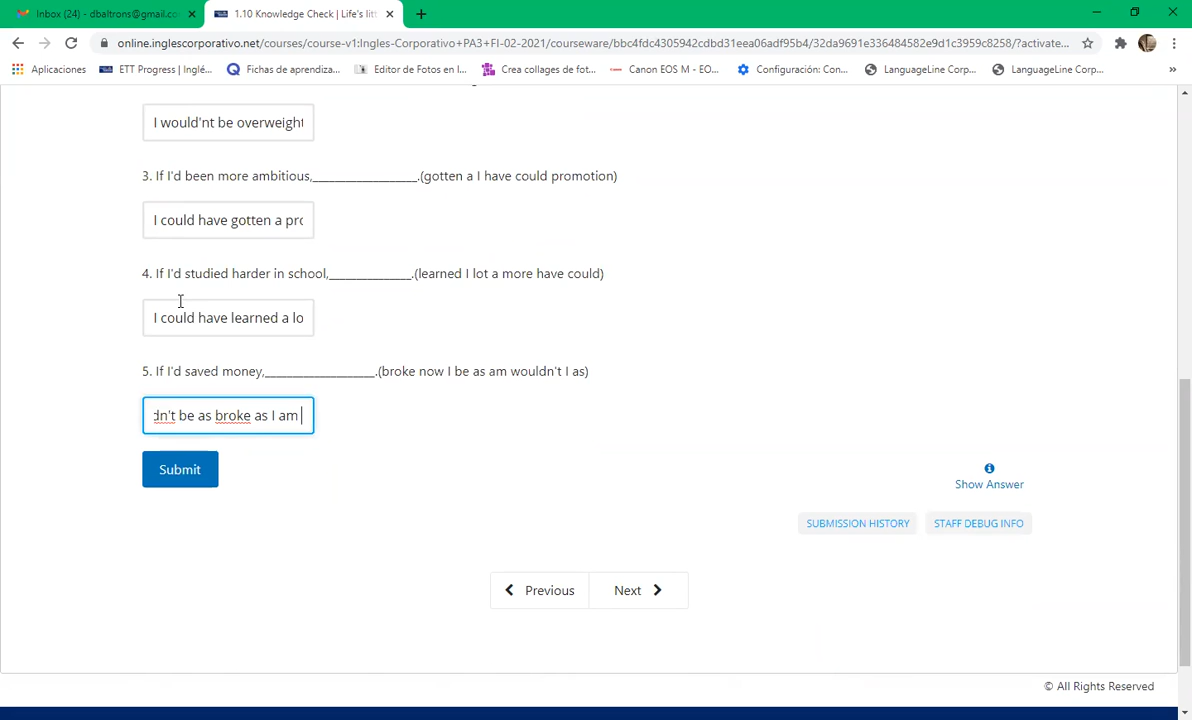 Inbox (24) - dbaltrons@gmail.co
1.10 Knowledge Check | Life's litt
online.inglescorporativo.net/courses/course-v1:Ingles-Corporativo+PA3+FI-02-2021/courseware/bbc4fdc4305942cdbd31eea06adf95b4/32da9691e336484582e9d1c3959c8258/?activate...
Aplicaciones ETT Progress | Inglé... Fichas de aprendiza... Editor de Fotos en l... Crea collages de fot... Canon EOS M - EO... Configuración: Con... LanguageLine Corp... LanguageLine Corp... »
I would'nt be overweight
3. If I'd been more ambitious,__________________.(gotten a I have could promotion)
I could have gotten a pro
4. If I'd studied harder in school,______________.(learned I lot a more have could)
I could have learned a lo
5. If I'd saved money,___________________.(broke now I be as am wouldn't I as)
dn't be as broke as I am
Submit
Show Answer
SUBMISSION HISTORY STAFF DEBUG INFO
Previous Next
© All Rights Reserved